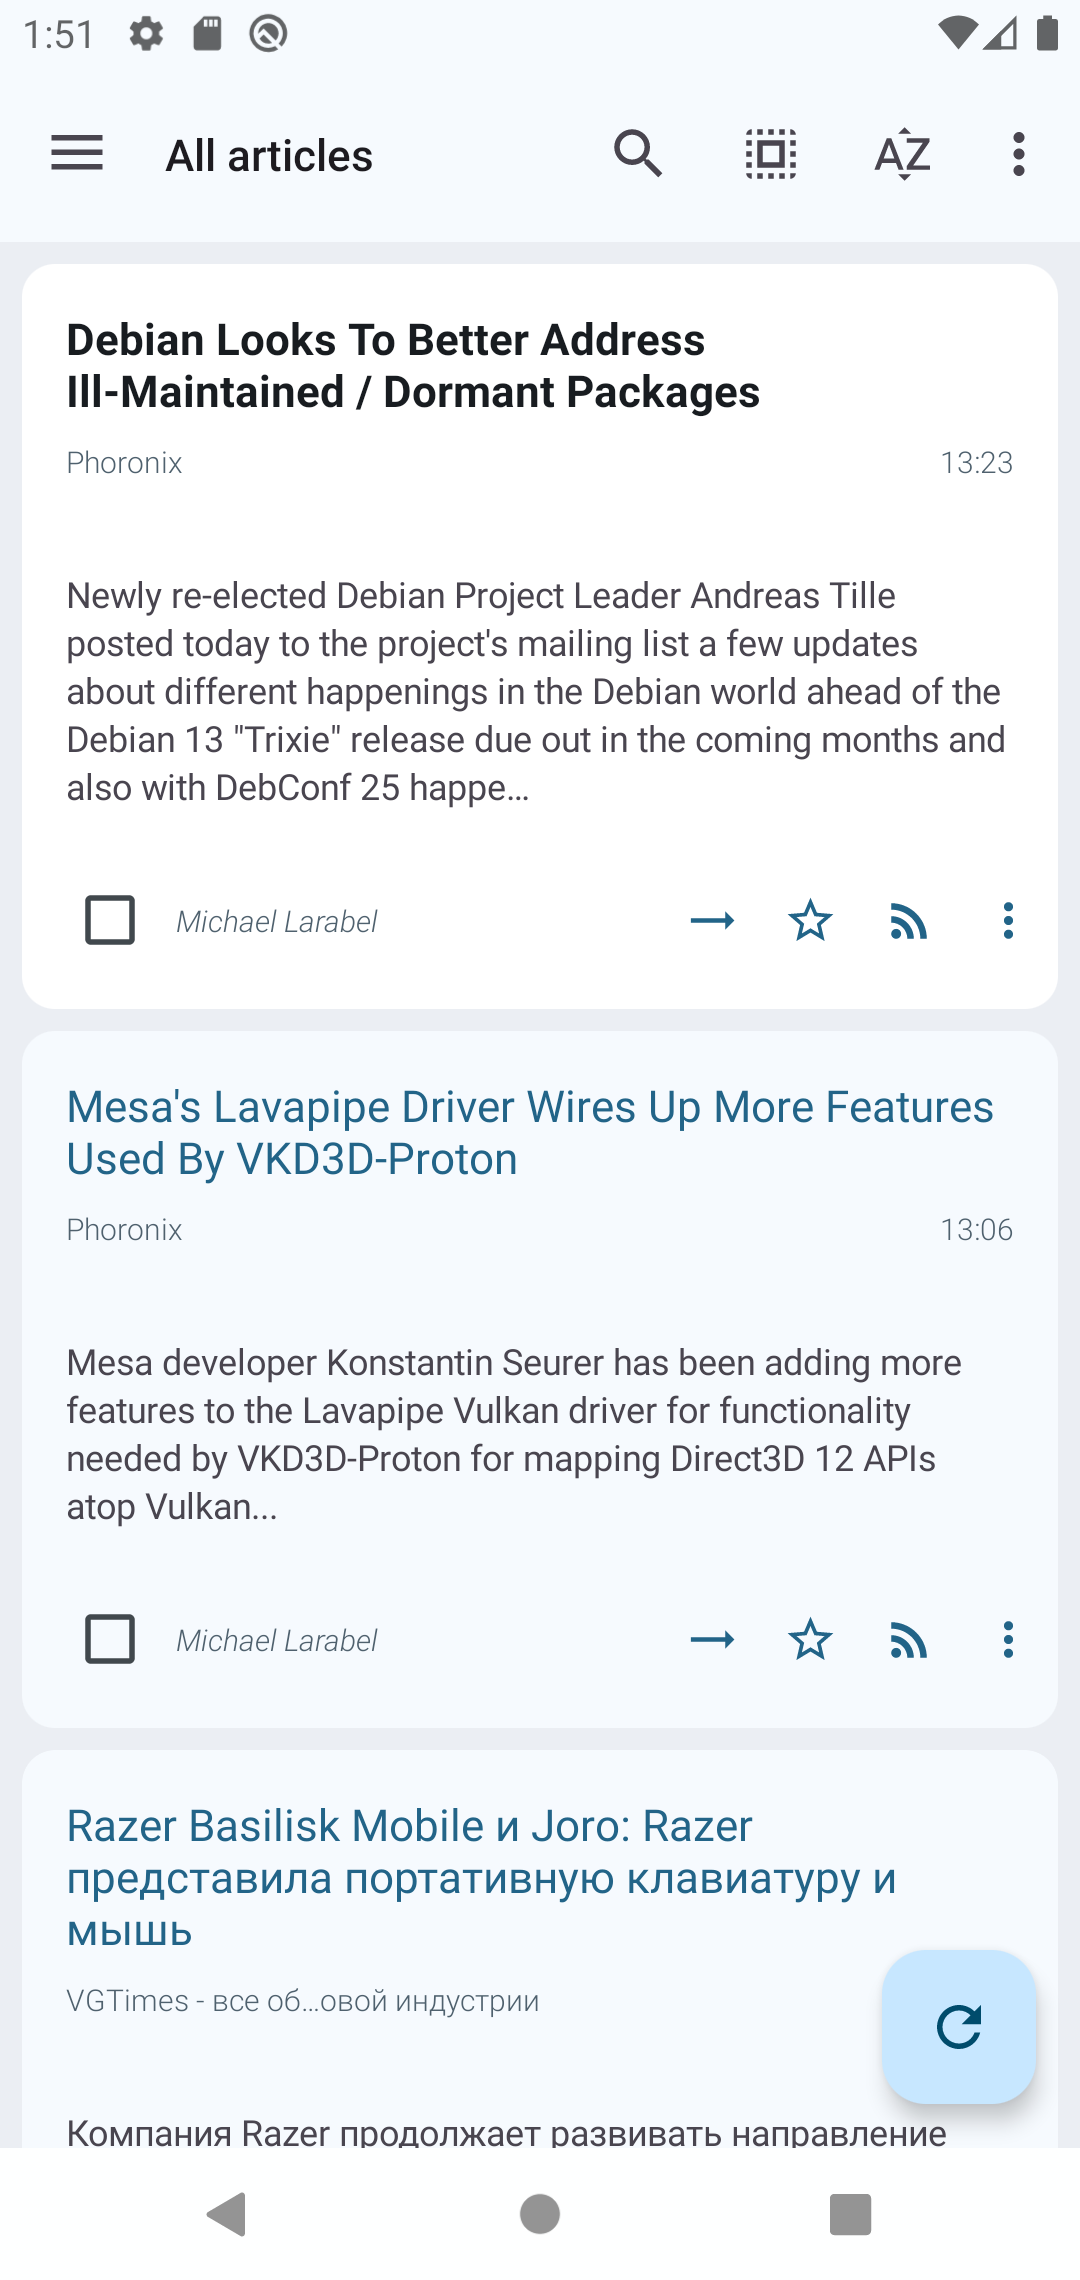 1:51
All articles
AZ
Debian Looks To Better Address
Ill-Maintained / Dormant Packages
Phoronix 13:23
Newly re-elected Debian Project Leader Andreas Tille
posted today to the project's mailing list a few updates
about different happenings in the Debian world ahead of the
Debian 13 "Trixie" release due out in the coming months and
also with DebConf 25 happe…
Michael Larabel
Mesa's Lavapipe Driver Wires Up More Features
Used By VKD3D-Proton
Phoronix 13:06
Mesa developer Konstantin Seurer has been adding more
features to the Lavapipe Vulkan driver for functionality
needed by VKD3D-Proton for mapping Direct3D 12 APIs
atop Vulkan...
Michael Larabel
Razer Basilisk Mobile и Joro: Razer
представила портативную клавиатуру и
мышь
VGTimes - все об…овой индустрии
Компания Razer продолжает развивать направление